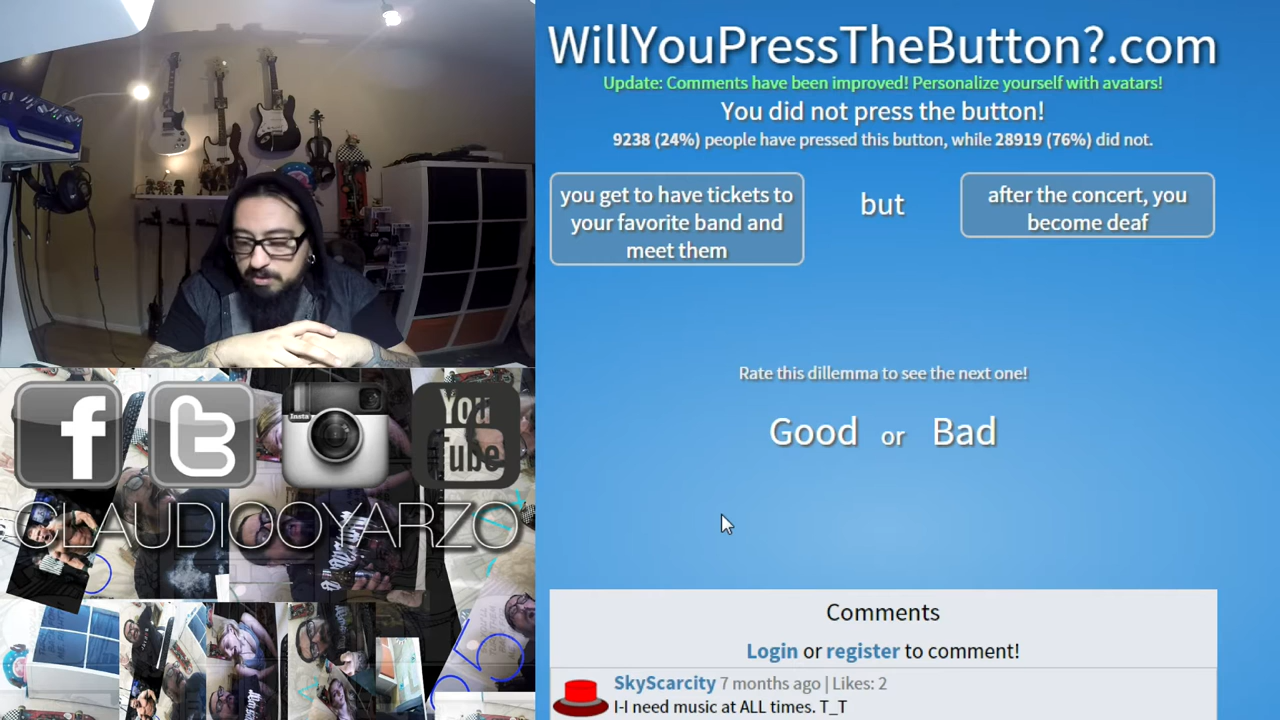 WillYouPressTheButton?.com
Update: Comments have been improved! Personalize yourself with avatars!
You did not press the button!
9238 (24%) people have pressed this button, while 28919 (76%) did not.
you get to have tickets to
your favorite band and
meet them
but
after the concert, you
become deaf
Rate this dillemma to see the next one!
Good or Bad
Comments
Login or register to comment!
SkyScarcity 7 months ago | Likes: 2
I-I need music at ALL times. T_T
f
t
Insta
You
Tube
CLAUDIOOYARZO